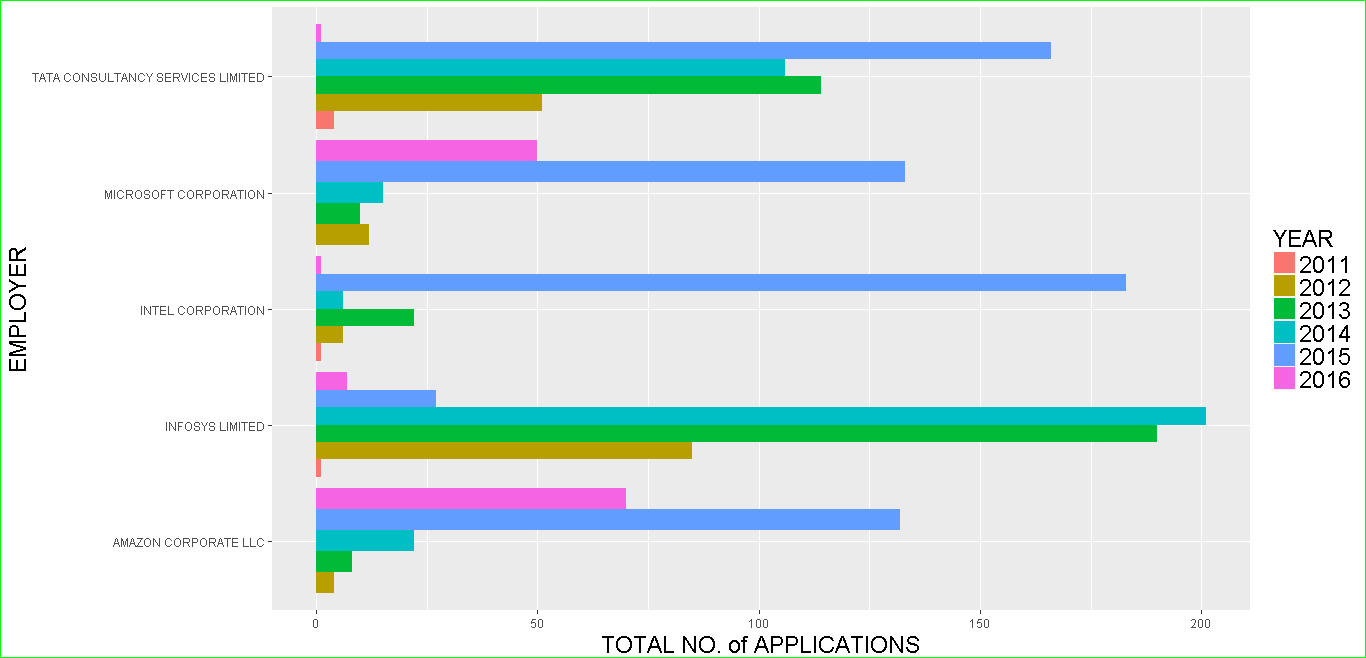 TATA CONSULTANCY SERVICES LIMITED
MICROSOFT CORPORATION
INTEL CORPORATION
INFOSYS LIMITED
AMAZON CORPORATE LLC
EMPLOYER
0 50 100 150 200
TOTAL NO. of APPLICATIONS
YEAR
2011
2012
2013
2014
2015
2016